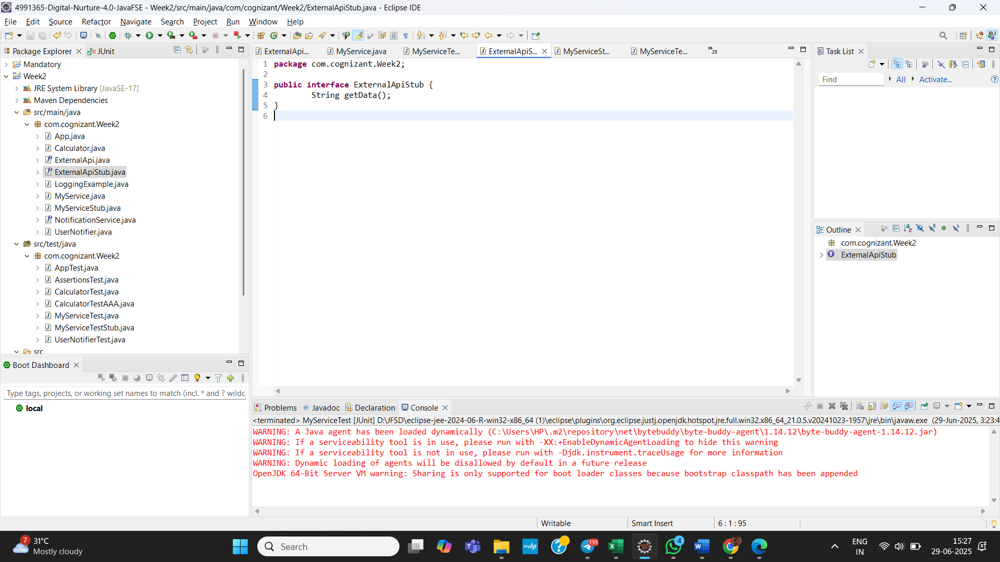 4991365-Digital-Nurture-4.0-JavaFSE - Week2/src/main/java/com/cognizant/Week2/ExternalApiStub.java - Eclipse IDE
File Edit Source Refactor Navigate Search Project Run Window Help
Package Explorer
JUnit
Mandatory
Week2
JRE System Library [JavaSE-17]
Maven Dependencies
src/main/java
com.cognizant.Week2
App.java
Calculator.java
ExternalApi.java
ExternalApiStub.java
LoggingExample.java
MyService.java
MyServiceStub.java
NotificationService.java
UserNotifier.java
src/test/java
com.cognizant.Week2
AppTest.java
AssertionsTest.java
CalculatorTest.java
CalculatorTestAAA.java
MyServiceTest.java
MyServiceTestStub.java
UserNotifierTest.java
src
Boot Dashboard
Type tags, projects, or working set names to match (incl. * and ? wildc
local
ExternalApi... MyService.java MyServiceTe... ExternalApiS... MyServiceSt... MyServiceTe... »26
1 package com.cognizant.Week2;
2
3 public interface ExternalApiStub {
4 String getData();
5 }
6
Task List
Find All Activate...
Outline
com.cognizant.Week2
ExternalApiStub
Problems Javadoc Declaration Console
<terminated> MyServiceTest [JUnit] D:\JFSD\eclipse-jee-2024-06-R-win32-x86_64 (1)\eclipse\plugins\org.eclipse.justj.openjdk.hotspot.jre.full.win32.x86_64_21.0.5.v20241023-1957\jre\bin\javaw.exe (29-Jun-2025, 3:23:4
WARNING: A Java agent has been loaded dynamically (C:\Users\HP\.m2\repository\net\bytebuddy\byte-buddy-agent\1.14.12\byte-buddy-agent-1.14.12.jar)
WARNING: If a serviceability tool is in use, please run with -XX:+EnableDynamicAgentLoading to hide this warning
WARNING: If a serviceability tool is not in use, please run with -Djdk.instrument.traceUsage for more information
WARNING: Dynamic loading of agents will be disallowed by default in a future release
OpenJDK 64-Bit Server VM warning: Sharing is only supported for boot loader classes because bootstrap classpath has been appended
Writable Smart Insert 6 : 1 : 95
7
31°C
Mostly cloudy
Search
myhp
199
4
ENG
IN
15:27
29-06-2025